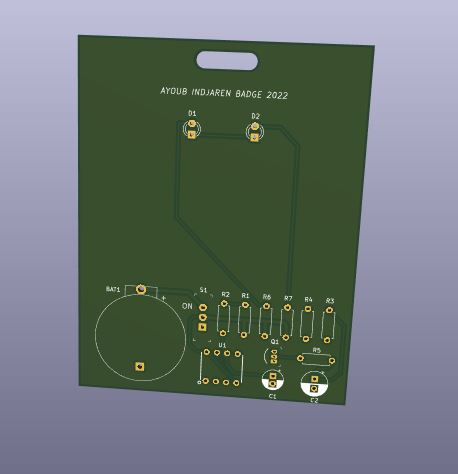 AYOUB INDJAREN BADGE 2022
D1
D2
BAT1
+
S1
ON
R2
R1
R6
R7
R4
R3
Q1
R5
U1
C1
C2
+